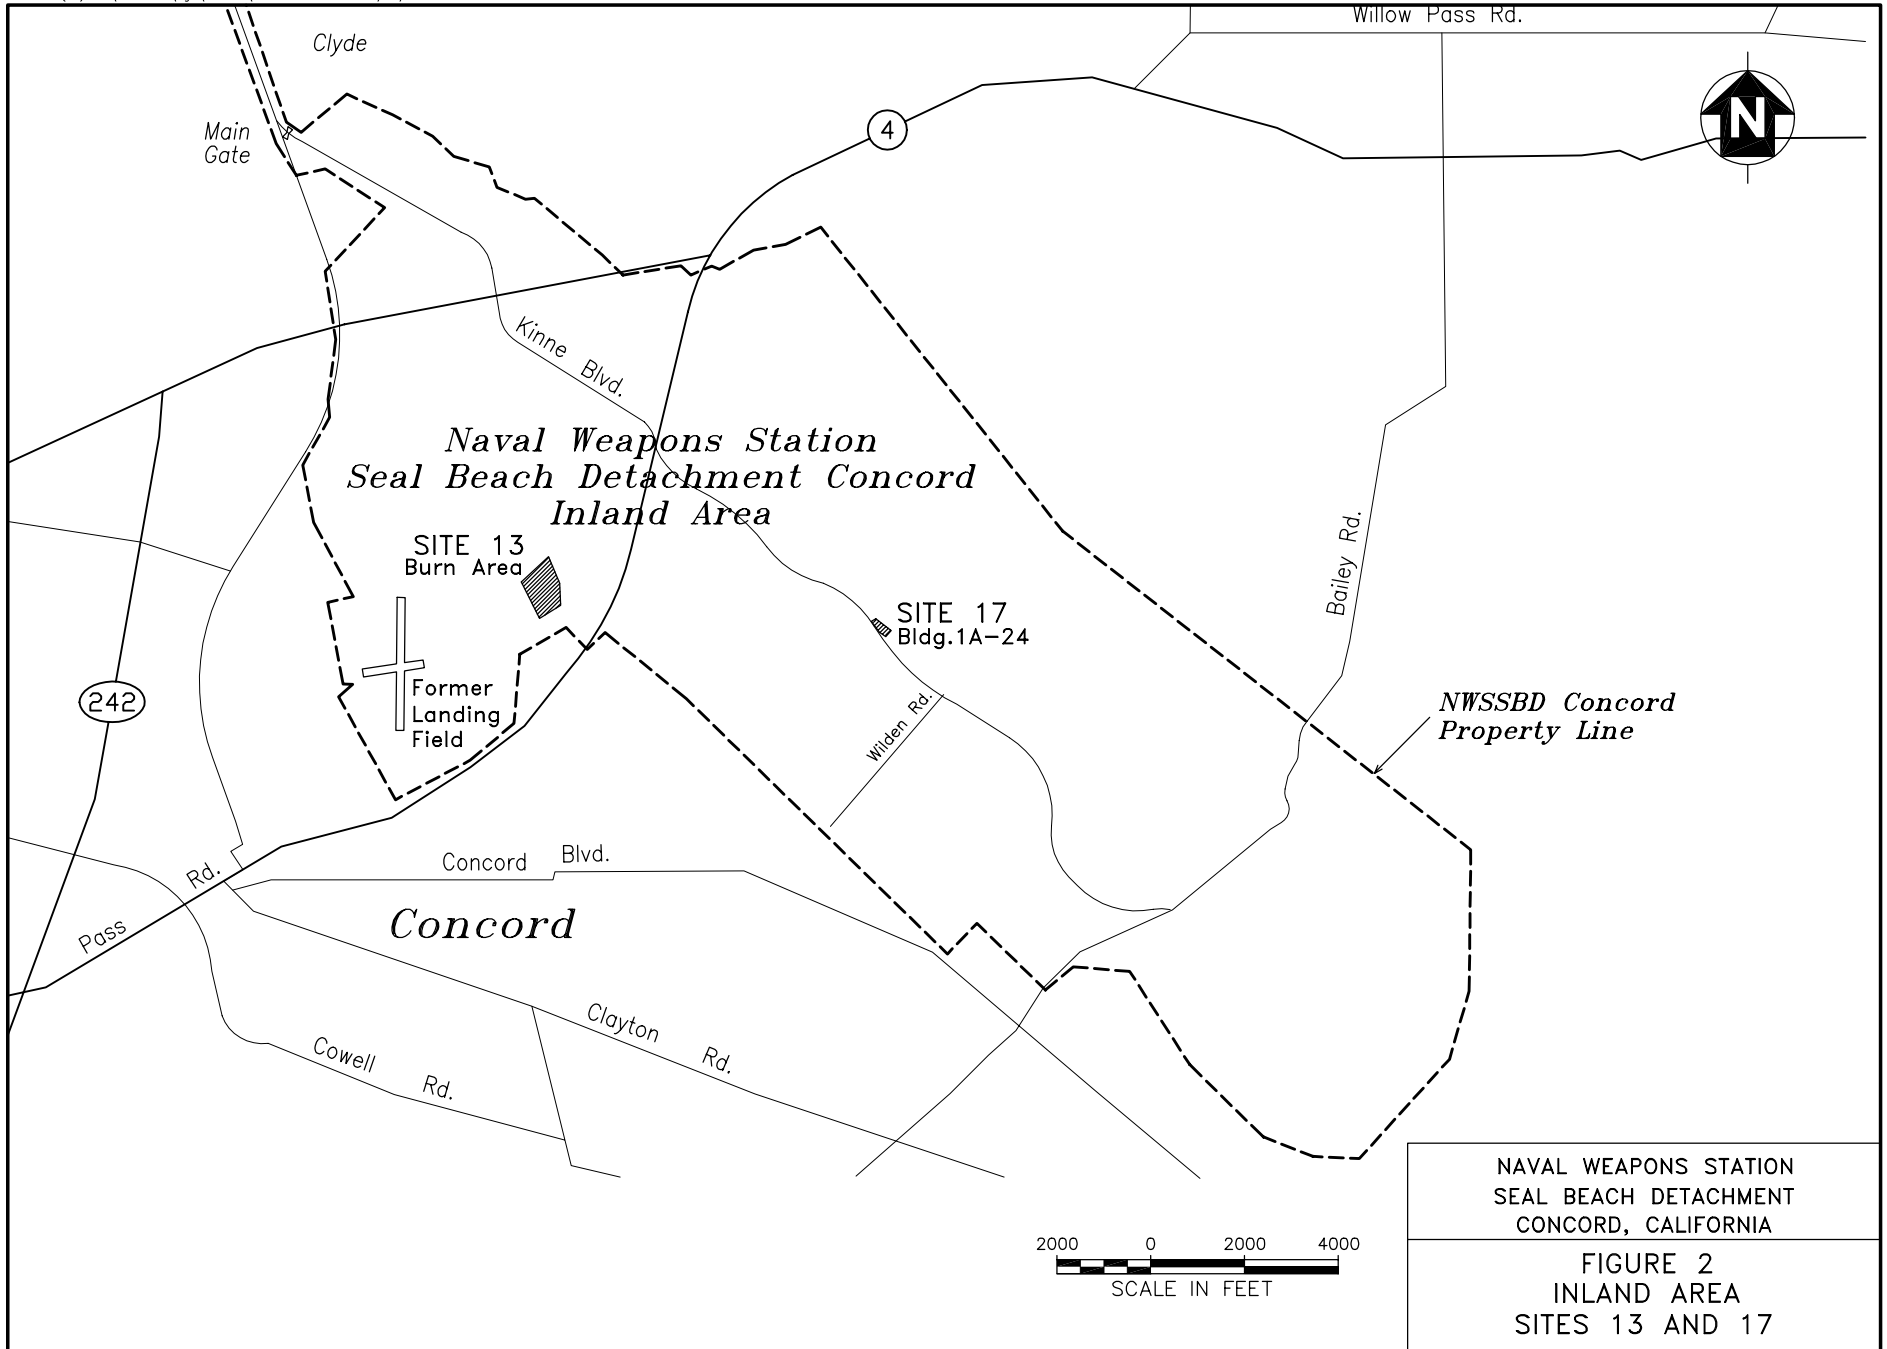 Willow Pass Rd.
Clyde
Main
Gate
4
N
Kinne Blvd.
Naval Weapons Station
Seal Beach Detachment Concord
Inland Area
SITE 13
Burn Area
SITE 17
Bldg.1A-24
Bailey Rd.
Former
Landing
Field
242
Wilden Rd.
NWSSBD Concord
Property Line
Concord Blvd.
Pass Rd.
Concord
Clayton Rd.
Cowell Rd.
2000 0 2000 4000
SCALE IN FEET
NAVAL WEAPONS STATION
SEAL BEACH DETACHMENT
CONCORD, CALIFORNIA
FIGURE 2
INLAND AREA
SITES 13 AND 17